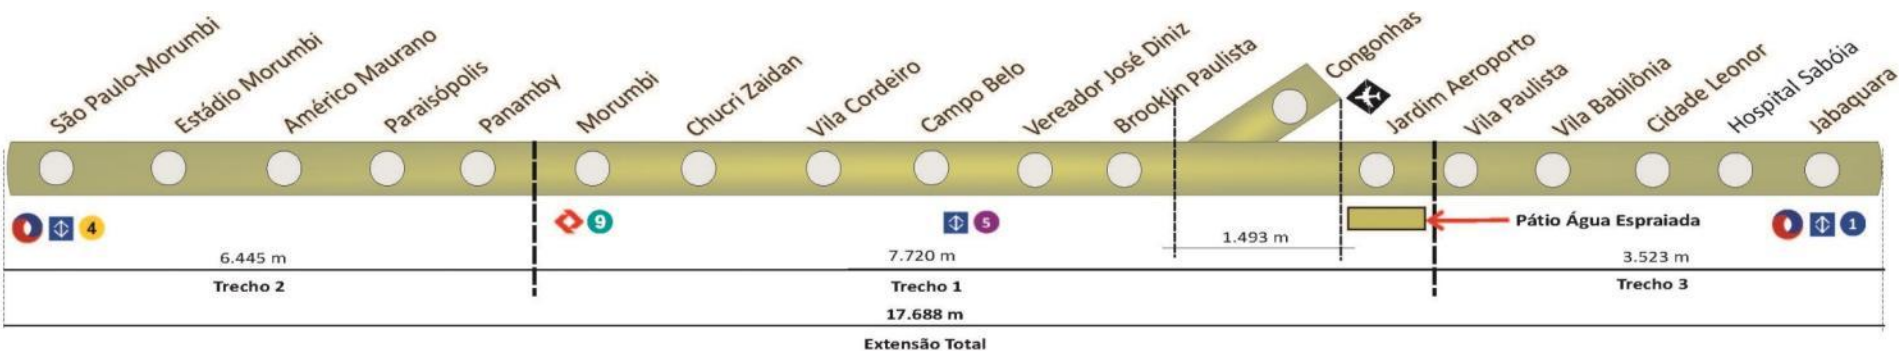 São Paulo-Morumbi
Estádio Morumbi
Américo Maurano
Paraisópolis
Panamby
Morumbi
Chucri Zaidan
Vila Cordeiro
Campo Belo
Vereador José Diniz
Brooklin Paulista
Congonhas
Jardim Aeroporto
Vila Paulista
Vila Babilônia
Cidade Leonor
Hospital Sabóia
Jabaquara
4
9
5
1
Pátio Água Espraiada
1.493 m
6.445 m
7.720 m
3.523 m
Trecho 2
Trecho 1
Trecho 3
17.688 m
Extensão Total